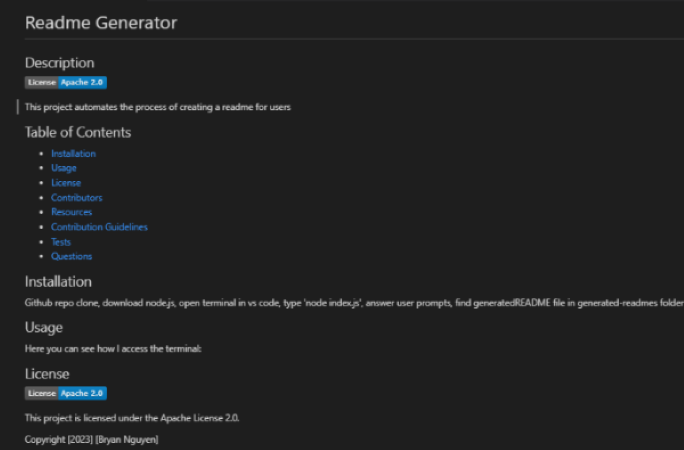 Readme Generator
Description
License Apache 2.0
This project automates the process of creating a readme for users
Table of Contents
Installation
Usage
License
Contributors
Resources
Contribution Guidelines
Tests
Questions
Installation
Github repo clone, download node.js, open terminal in vs code, type 'node index.js', answer user prompts, find generatedREADME file in generated-readmes folder
Usage
Here you can see how I access the terminal:
License
License Apache 2.0
This project is licensed under the Apache License 2.0.
Copyright [2023] [Bryan Nguyen]